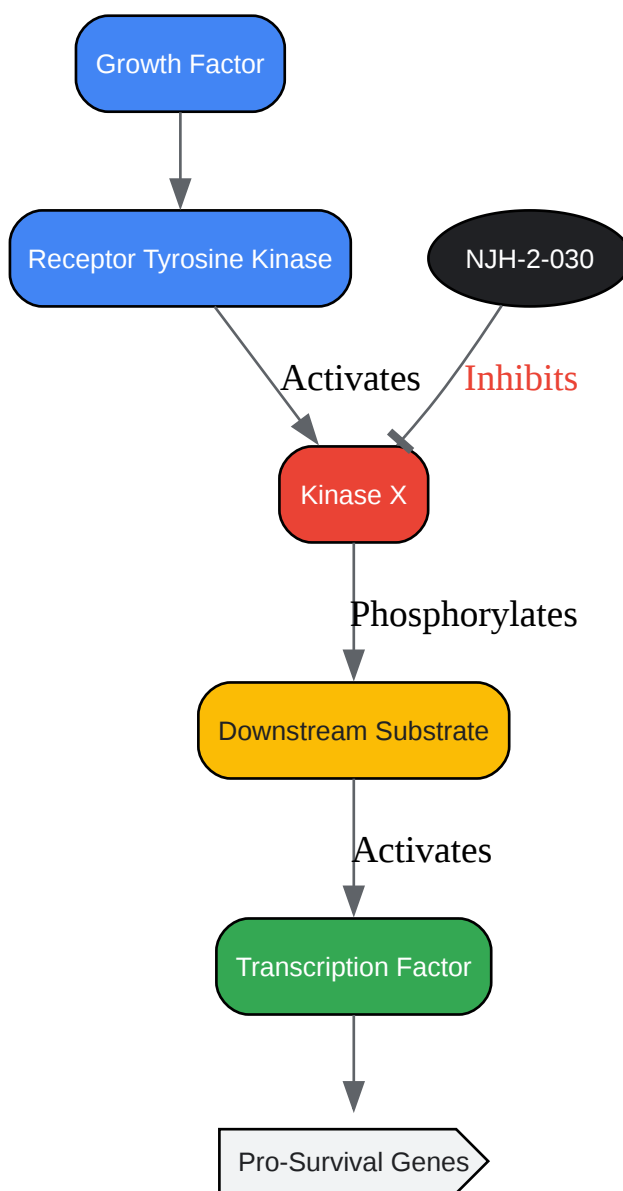 Growth Factor
Receptor Tyrosine Kinase
NJH-2-030
Activates
Inhibits
Kinase X
Phosphorylates
Downstream Substrate
Activates
Transcription Factor
Pro-Survival Genes